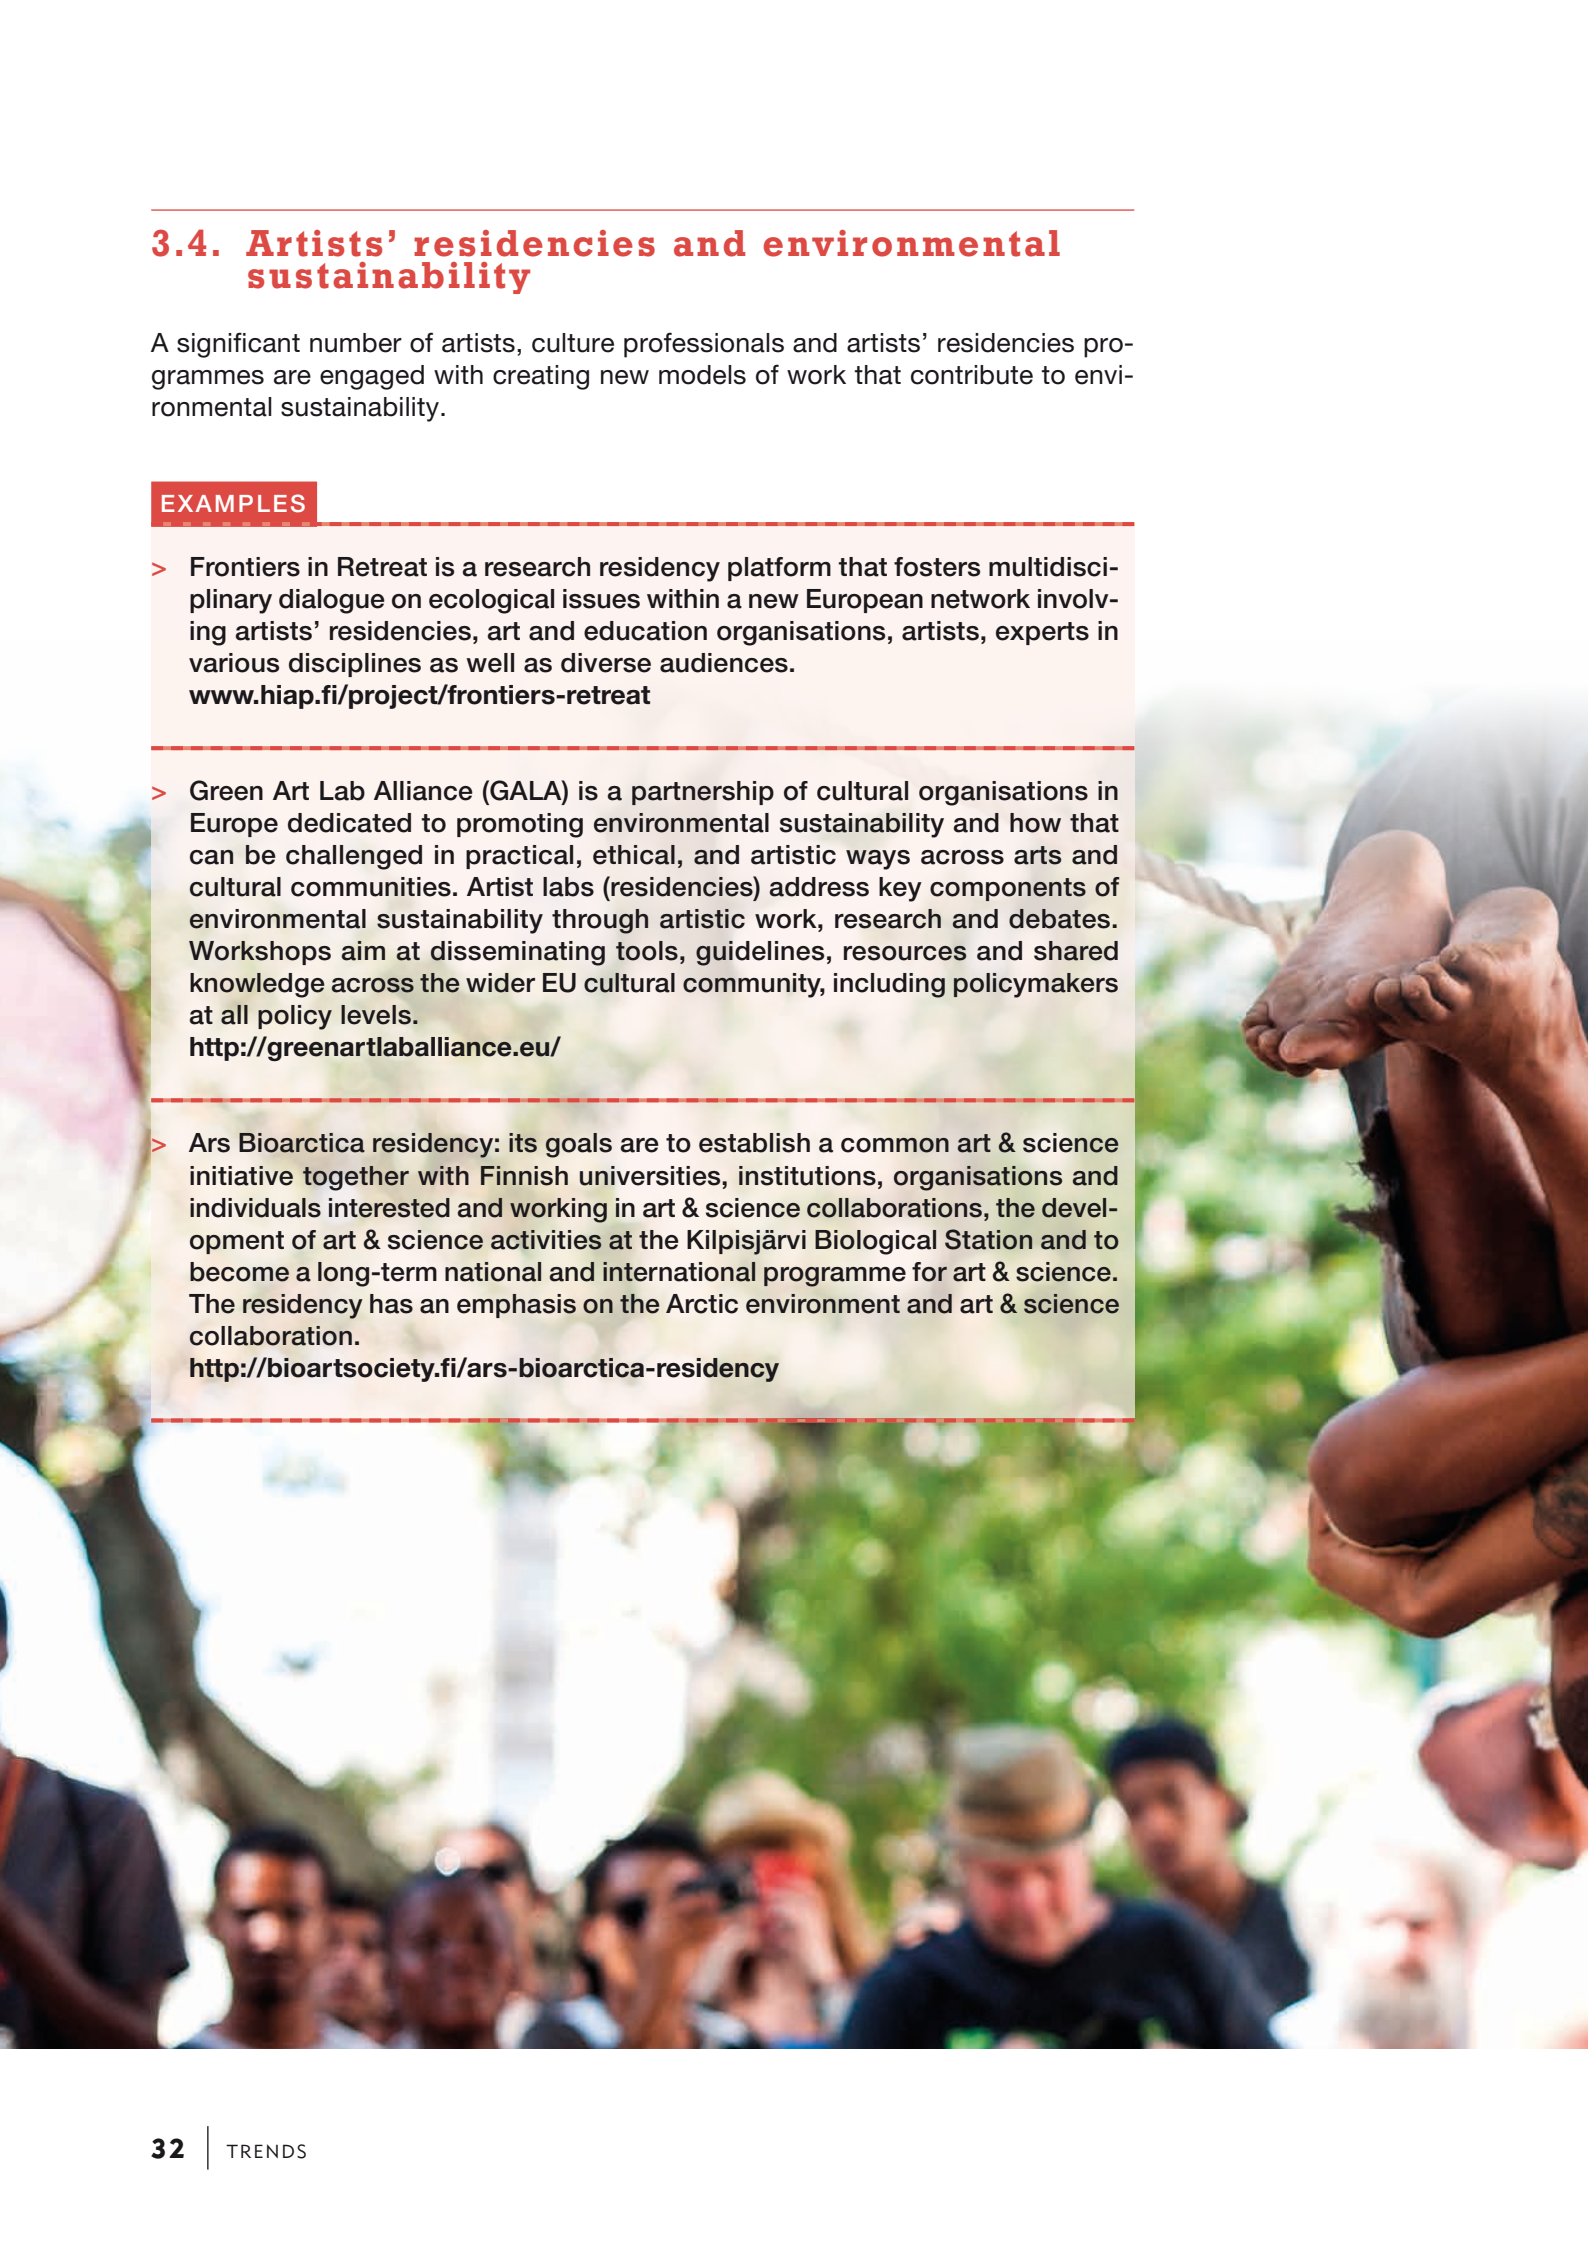 3.4. Artists’ residencies and environmental
sustainability
A significant number of artists, culture professionals and artists’ residencies pro-
grammes are engaged with creating new models of work that contribute to envi-
ronmental sustainability.
EXAMPLES
> Frontiers in Retreat is a research residency platform that fosters multidisci-
plinary dialogue on ecological issues within a new European network involv-
ing artists’ residencies, art and education organisations, artists, experts in
various disciplines as well as diverse audiences.
www.hiap.fi/project/frontiers-retreat
> Green Art Lab Alliance (GALA) is a partnership of cultural organisations in
Europe dedicated to promoting environmental sustainability and how that
can be challenged in practical, ethical, and artistic ways across arts and
cultural communities. Artist labs (residencies) address key components of
environmental sustainability through artistic work, research and debates.
Workshops aim at disseminating tools, guidelines, resources and shared
knowledge across the wider EU cultural community, including policymakers
at all policy levels.
http://greenartlaballiance.eu/
> Ars Bioarctica residency: its goals are to establish a common art & science
initiative together with Finnish universities, institutions, organisations and
individuals interested and working in art & science collaborations, the devel-
opment of art & science activities at the Kilpisjärvi Biological Station and to
become a long-term national and international programme for art & science.
The residency has an emphasis on the Arctic environment and art & science
collaboration.
http://bioartsociety.fi/ars-bioarctica-residency
32 | TRENDS